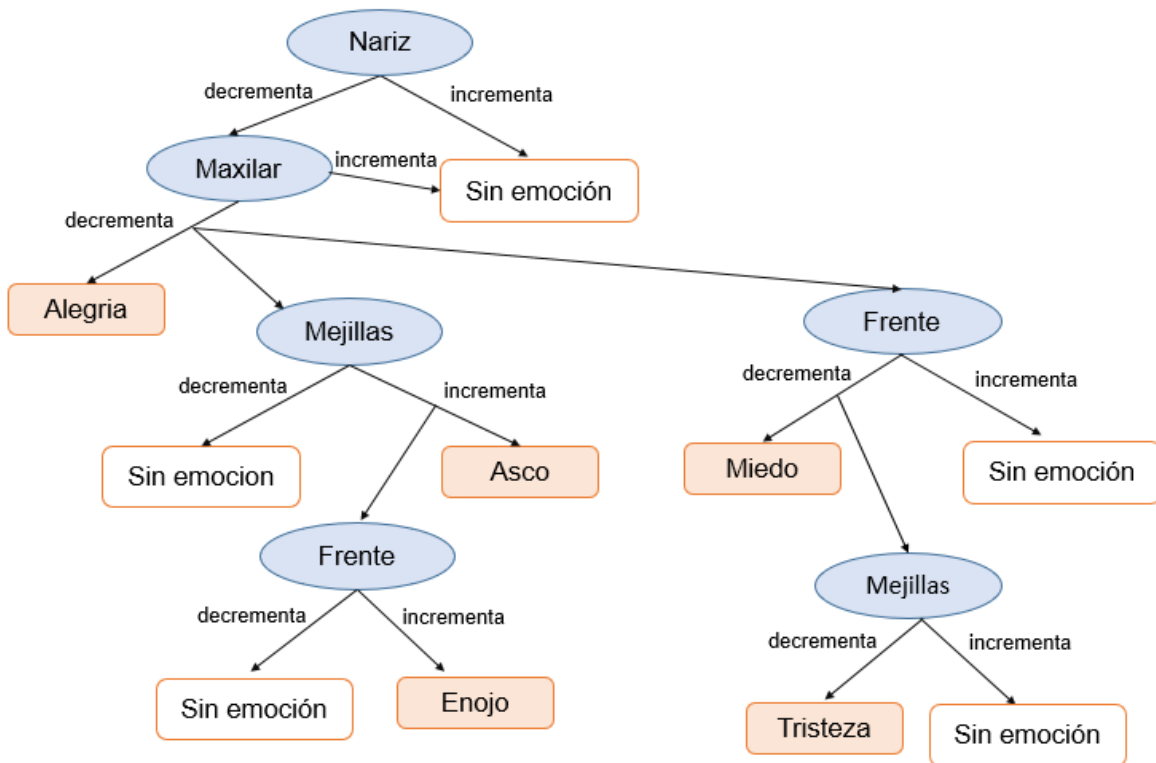 Nariz
decrementa
incrementa
Maxilar
incrementa
Sin emoción
decrementa
Alegria
Mejillas
Frente
decrementa
incrementa
decrementa
incrementa
Sin emocion
Asco
Miedo
Sin emoción
Frente
Mejillas
decrementa
incrementa
decrementa
incrementa
Sin emoción
Enojo
Tristeza
Sin emoción